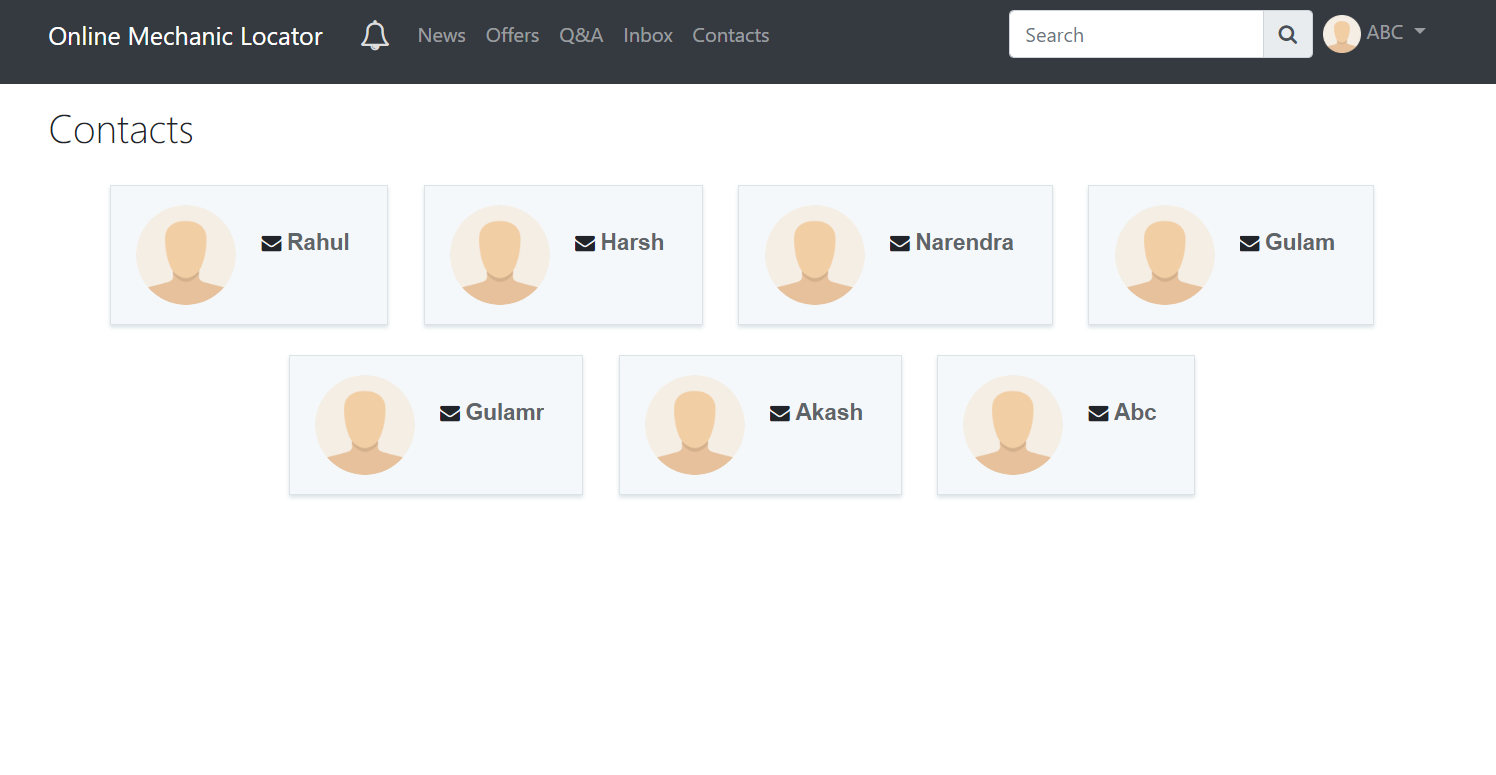 Online Mechanic Locator News Offers Q&A Inbox Contacts Search ABC
Contacts
Rahul Harsh Narendra Gulam
Gulamr Akash Abc